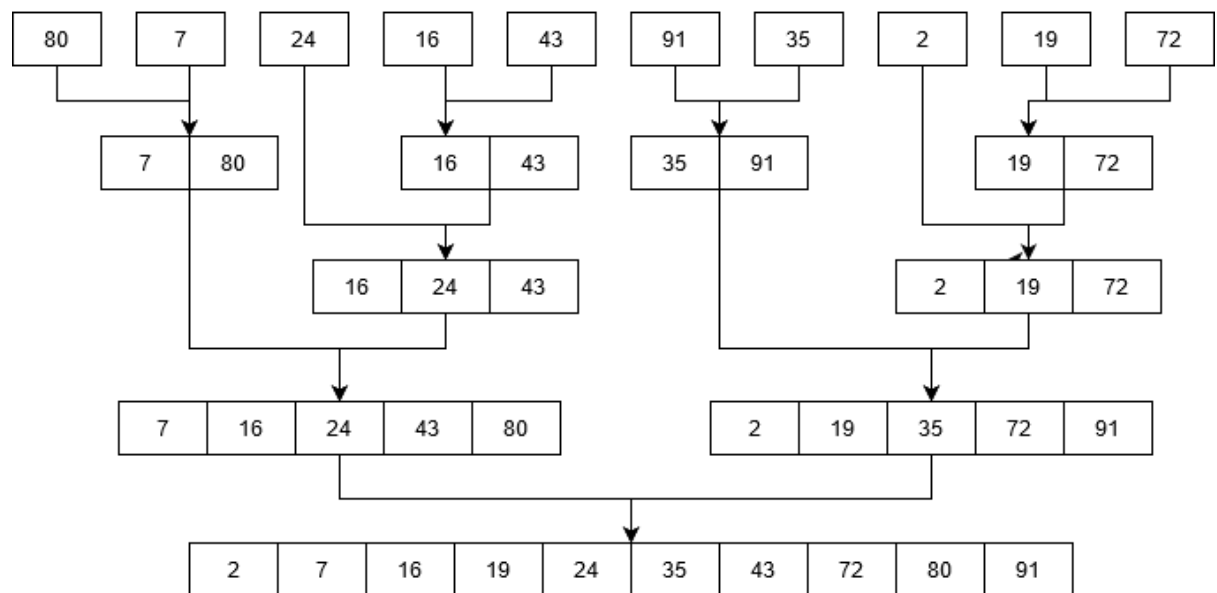 80 7 24 16 43 91 35 2 19 72
7 80 16 43 35 91 19 72
16 24 43 2 19 72
7 16 24 43 80 2 19 35 72 91
2 7 16 19 24 35 43 72 80 91